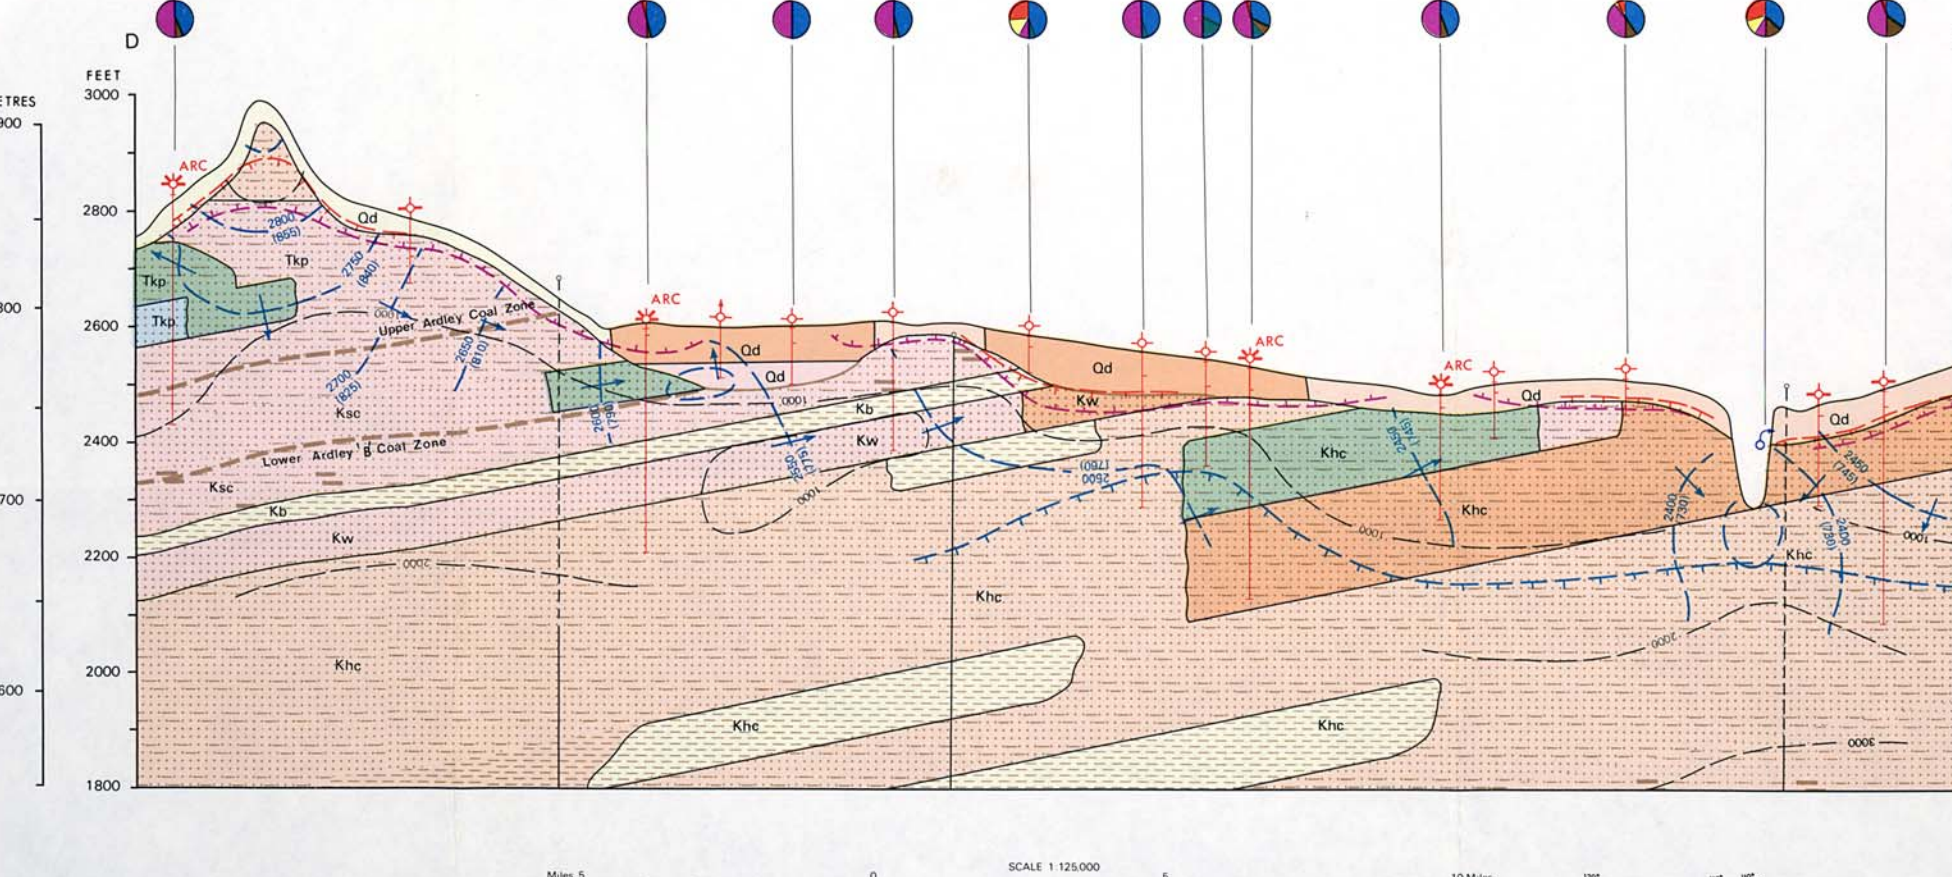 D
FEET
ETRES
3000
900
ARC
2800
Qd
2800
(855)
Tkp
2750
(840)
Tkp
800
Tkp
1000
Upper Ardley Coal Zone
2600
ARC
2650
(810)
Qd
Qd
Qd
ARC
ARC
2700
(825)
2600
(790)
1000
Kb
Kw
Qd
Qd
Ksc
2400
Lower Ardley 'B' Coal Zone
Kw
2550
(775)
2500
(760)
2450
(745)
Khc
2450
(745)
Ksc
700
1000
Kb
Kw
Khc
1000
2400
(730)
2400
(730)
1000
2200
2000
Khc
Khc
2000
Khc
2000
600
Khc
Khc
3000
1800
SCALE 1:125,000
Miles 5
0
5
10 Miles